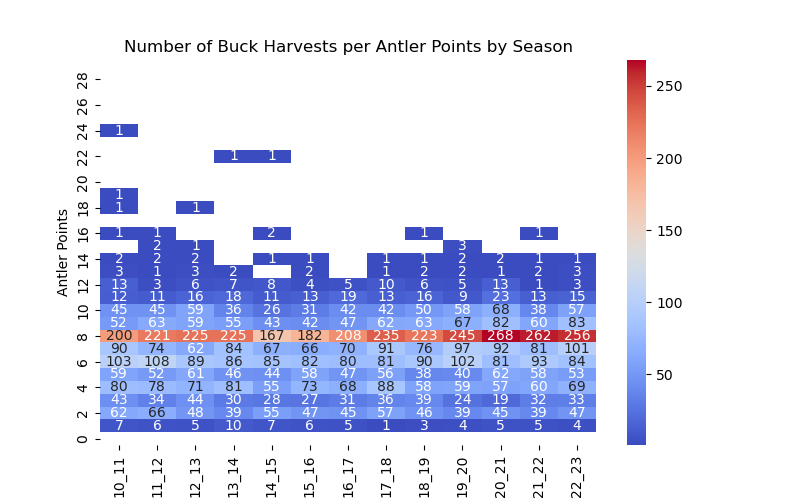 Number of Buck Harvests per Antler Points by Season
Antler Points
28
26
24 1
22 1 1
20
1
18 1 1
16 1 1 2 1 1
2 1 3
14 2 2 2 1 1 1 1 2 2 1 1
3 1 3 2 2 1 2 2 1 2 3
12 13 3 6 7 8 4 5 10 6 5 13 1 3
12 11 16 18 11 13 19 13 16 9 23 13 15
10 45 45 59 36 26 31 42 42 50 58 68 38 57
52 63 59 55 43 42 47 62 63 67 82 60 83
8 200 221 225 225 167 182 208 235 223 245 268 262 256
90 74 62 84 67 66 70 91 76 97 92 81 101
6 103 108 89 86 85 82 80 81 90 102 81 93 84
59 52 61 46 44 58 47 56 38 40 62 58 53
4 80 78 71 81 55 73 68 88 58 59 57 60 69
43 34 44 30 28 27 31 36 39 24 19 32 33
2 62 66 48 39 55 47 45 57 46 39 45 39 47
7 6 5 10 7 6 5 1 3 4 5 5 4
0
10_11 11_12 12_13 13_14 14_15 15_16 16_17 17_18 18_19 19_20 20_21 21_22 22_23
250
200
150
100
50